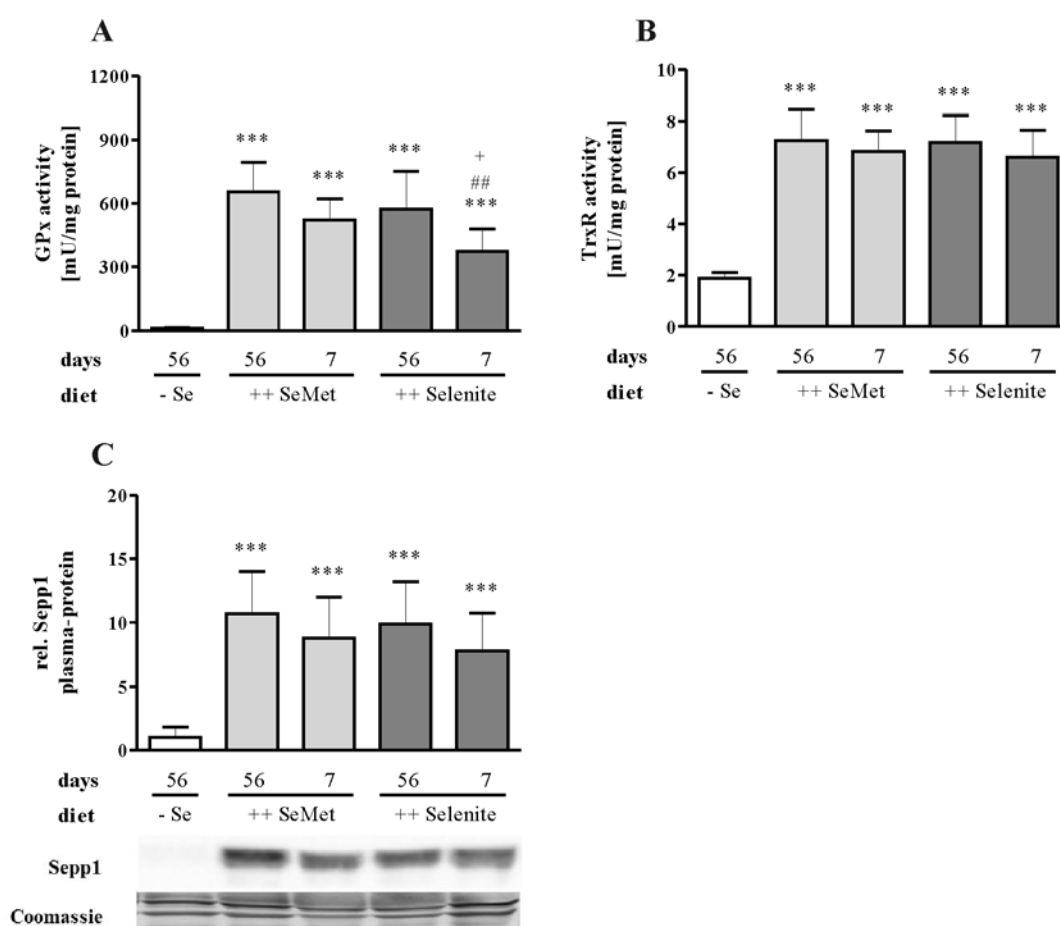 A
GPx activity
[mU/mg protein]
1200
900
600
300
0
***
***
***
+
##
***
days 56 56 7 56 7
diet - Se ++ SeMet ++ Selenite
B
TrxR activity
[mU/mg protein]
10
8
6
4
2
0
***
***
***
***
days 56 56 7 56 7
diet - Se ++ SeMet ++ Selenite
C
rel. Sepp1
plasma-protein
20
15
10
5
0
***
***
***
***
days 56 56 7 56 7
diet - Se ++ SeMet ++ Selenite
Sepp1
Coomassie